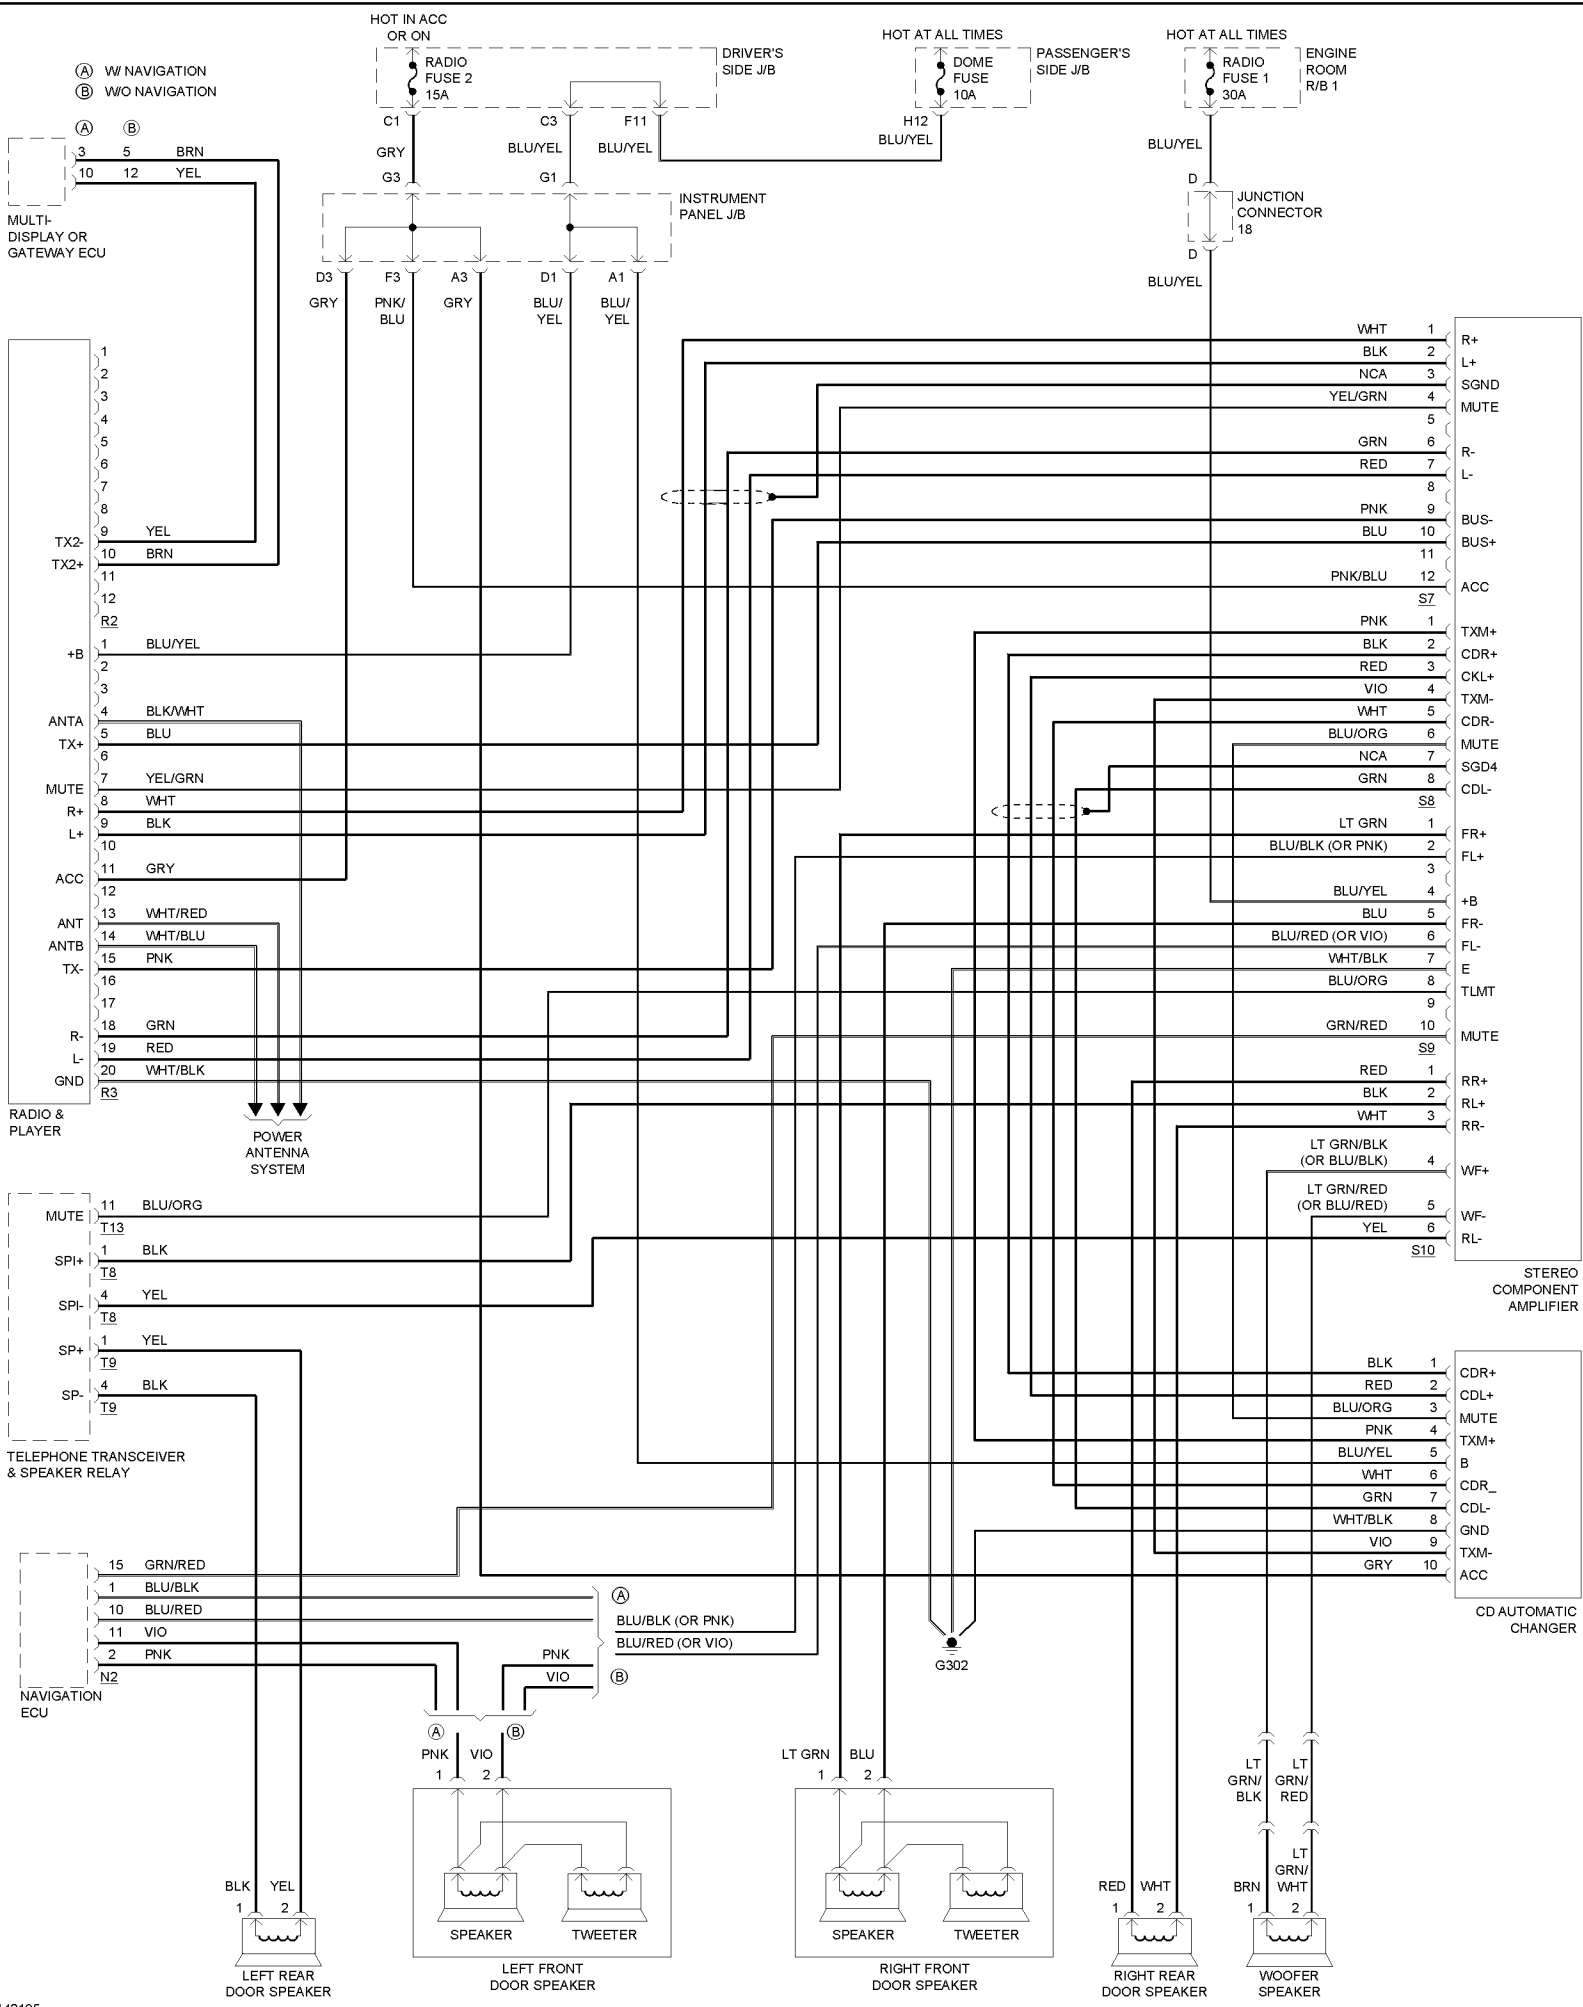 HOT IN ACC
OR ON
HOT AT ALL TIMES
HOT AT ALL TIMES
RADIO
FUSE 2
15A
DRIVER'S
SIDE J/B
DOME
FUSE
10A
PASSENGER'S
SIDE J/B
RADIO
FUSE 1
30A
ENGINE
ROOM
R/B 1
A W/ NAVIGATION
B W/O NAVIGATION
C1
C3
F11
H12
GRY
BLU/YEL
BLU/YEL
BLU/YEL
BLU/YEL
G3
G1
D
INSTRUMENT
PANEL J/B
JUNCTION
CONNECTOR
18
D
BLU/YEL
A B
3 5 BRN
10 12 YEL
MULTI-
DISPLAY OR
GATEWAY ECU
D3 F3 A3 D1 A1
GRY
PNK/
BLU
GRY
BLU/
YEL
BLU/
YEL
1
2
3
4
5
6
7
8
TX2- 9 YEL
TX2+ 10 BRN
11
12
R2
+B 1 BLU/YEL
2
3
ANTA 4 BLK/WHT
TX+ 5 BLU
6
MUTE 7 YEL/GRN
R+ 8 WHT
L+ 9 BLK
10
ACC 11 GRY
12
ANT 13 WHT/RED
ANTB 14 WHT/BLU
TX- 15 PNK
16
17
R- 18 GRN
L- 19 RED
GND 20 WHT/BLK
R3
RADIO &
PLAYER
POWER
ANTENNA
SYSTEM
WHT 1 R+
BLK 2 L+
NCA 3 SGND
YEL/GRN 4 MUTE
5
GRN 6 R-
RED 7 L-
8
PNK 9 BUS-
BLU 10 BUS+
11
PNK/BLU 12 ACC
S7
PNK 1 TXM+
BLK 2 CDR+
RED 3 CKL+
VIO 4 TXM-
WHT 5 CDR-
BLU/ORG 6 MUTE
NCA 7 SGD4
GRN 8 CDL-
S8
LT GRN 1 FR+
BLU/BLK (OR PNK) 2 FL+
3
BLU/YEL 4 +B
BLU 5 FR-
BLU/RED (OR VIO) 6 FL-
WHT/BLK 7 E
BLU/ORG 8 TLMT
9
GRN/RED 10 MUTE
S9
RED 1 RR+
BLK 2 RL+
WHT 3 RR-
LT GRN/BLK
(OR BLU/BLK) 4 WF+
LT GRN/RED
(OR BLU/RED) 5 WF-
YEL 6 RL-
S10
STEREO
COMPONENT
AMPLIFIER
MUTE 11 BLU/ORG
T13
SPI+ 1 BLK
T8
SPI- 4 YEL
T8
SP+ 1 YEL
T9
SP- 4 BLK
T9
TELEPHONE TRANSCEIVER
& SPEAKER RELAY
BLK 1 CDR+
RED 2 CDL+
BLU/ORG 3 MUTE
PNK 4 TXM+
BLU/YEL 5 B
WHT 6 CDR_
GRN 7 CDL-
WHT/BLK 8 GND
VIO 9 TXM-
GRY 10 ACC
CD AUTOMATIC
CHANGER
15 GRN/RED
1 BLU/BLK
10 BLU/RED
11 VIO
2 PNK
N2
NAVIGATION
ECU
A
BLU/BLK (OR PNK)
BLU/RED (OR VIO)
PNK
VIO
B
G302
A B
PNK VIO
1 2
LT GRN BLU
1 2
LT
GRN/
BLK
LT
GRN/
RED
LT
GRN/
WHT
BLK YEL
1 2
RED WHT
1 2
BRN
1 2
SPEAKER
TWEETER
SPEAKER
TWEETER
LEFT REAR
DOOR SPEAKER
LEFT FRONT
DOOR SPEAKER
RIGHT FRONT
DOOR SPEAKER
RIGHT REAR
DOOR SPEAKER
WOOFER
SPEAKER